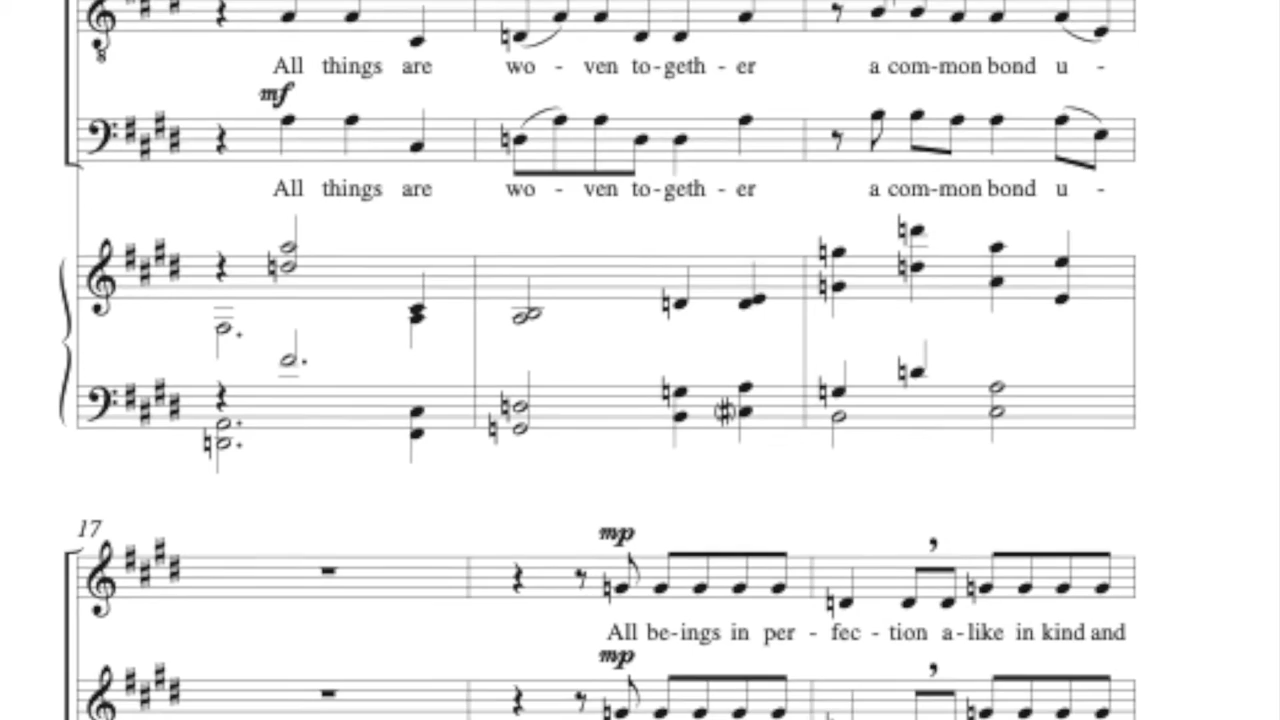 All things are wo - ven to-geth - er a com-mon bond u -
mf
All things are wo - ven to-geth - er a com-mon bond u -
17
mp
All be-ings in per - fec - tion a-like in kind and
mp